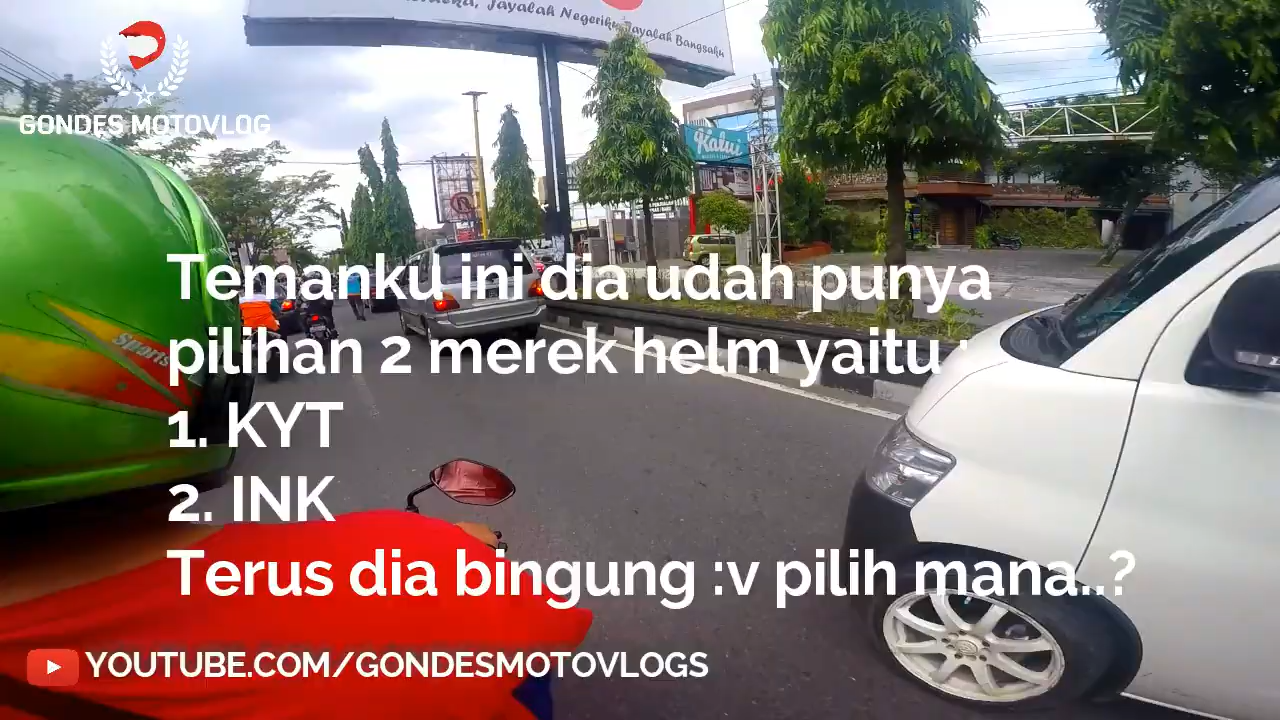 Jayalah Negeriku Jayalah Bangsaku
GONDES MOTOVLOG
Kalui
Sports
Temanku ini dia udah punya
pilihan 2 merek helm yaitu :
1. KYT
2. INK
Terus dia bingung :v pilih mana..?
YOUTUBE.COM/GONDESMOTOVLOGS